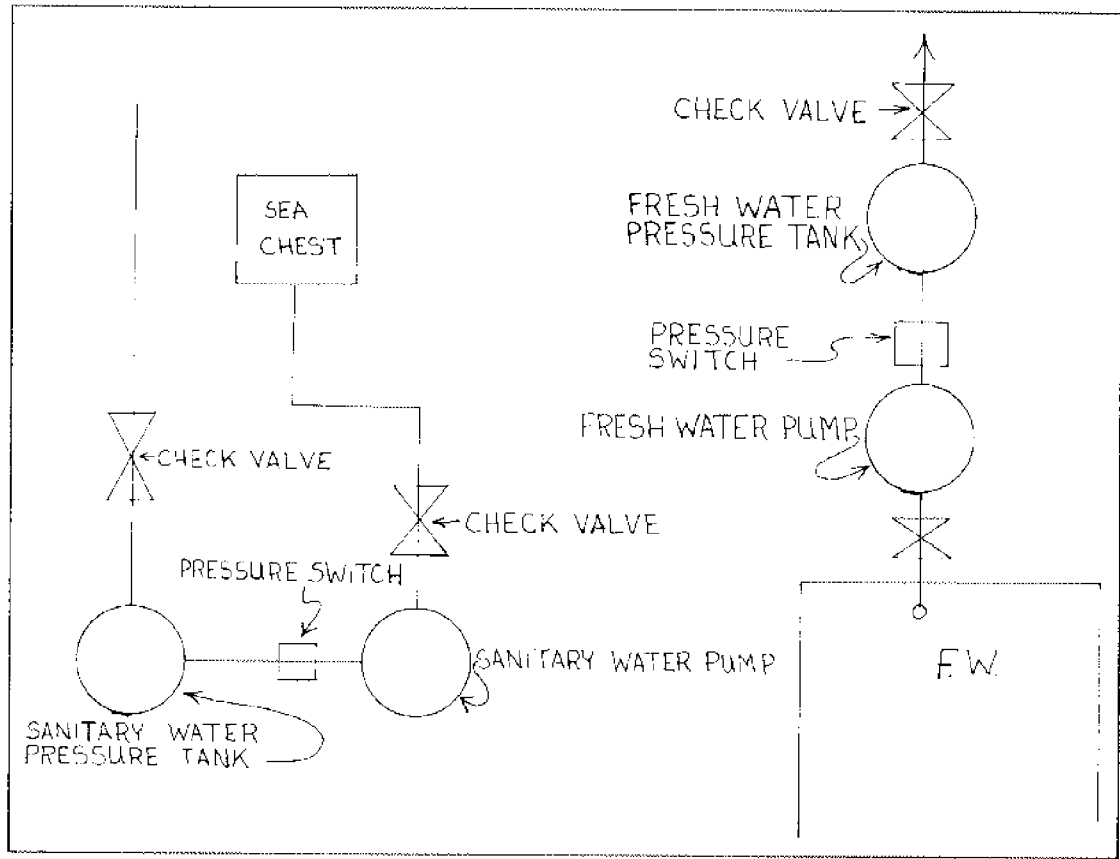 CHECK VALVE
SEA
CHEST
FRESH WATER
PRESSURE TANK
PRESSURE
SWITCH
FRESH WATER PUMP
CHECK VALVE
CHECK VALVE
PRESSURE SWITCH
SANITARY WATER PUMP
F.W.
SANITARY WATER
PRESSURE TANK